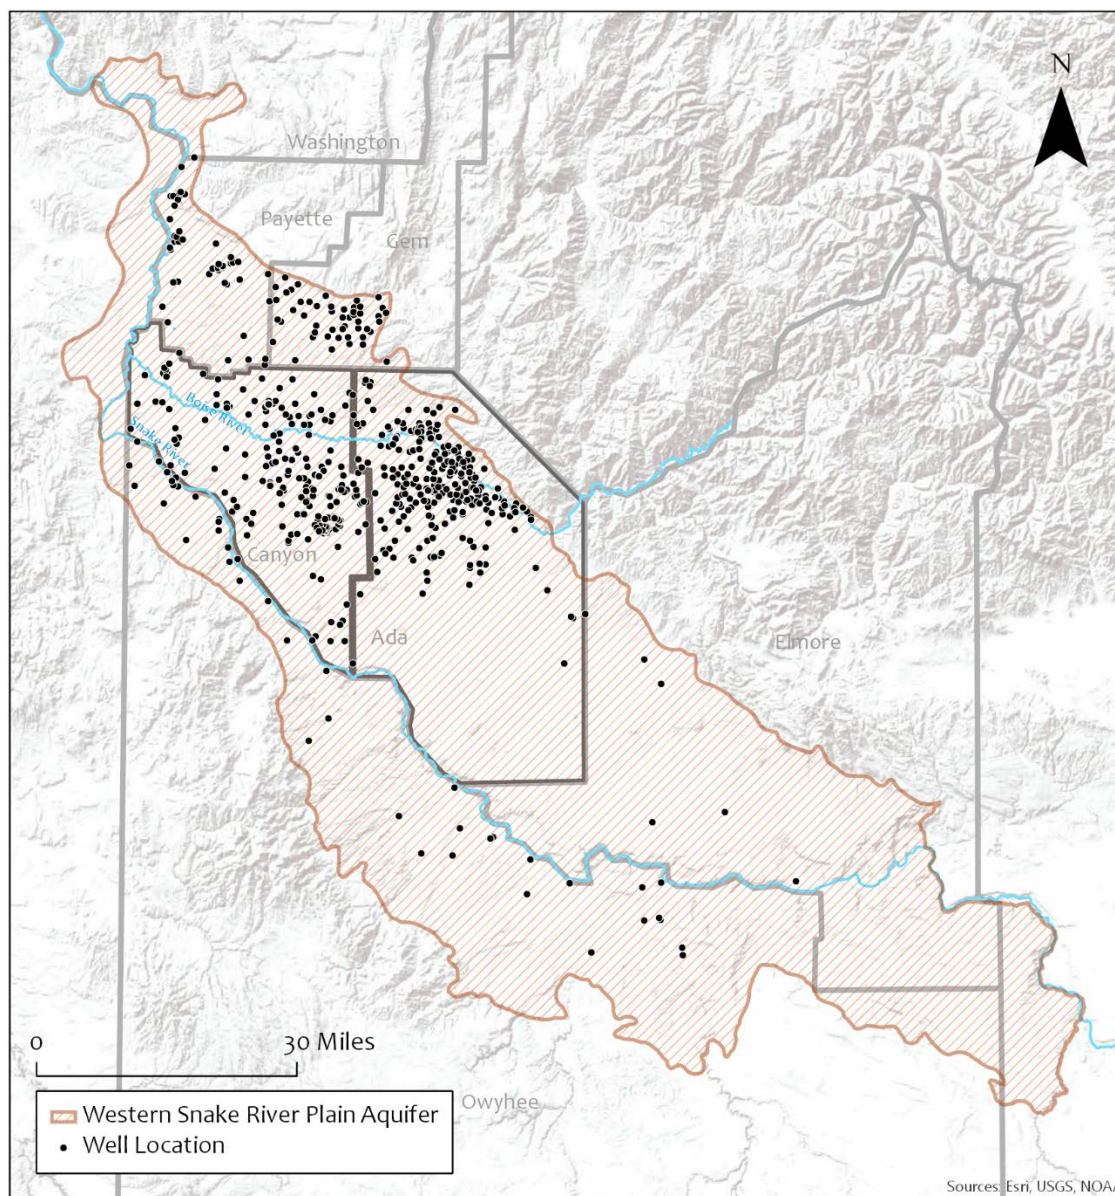 N
Washington
Payette
Gem
Boise River
Snake River
Canyon
Ada
Elmore
0 30 Miles
Owyhee
Western Snake River Plain Aquifer
Well Location
Sources: Esri, USGS, NOAA